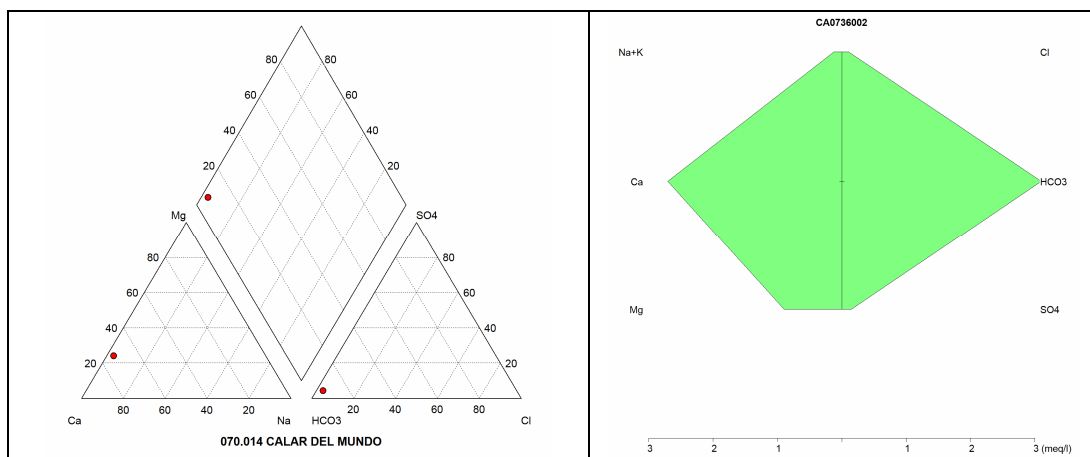 80 80
60 60
40 40
20 20
Mg SO4
80 80
60 60
40 40
20 20
Ca 80 60 40 20 Na HCO3 20 40 60 80 Cl
070.014 CALAR DEL MUNDO
CA0736002
Na+K Cl
Ca HCO3
Mg SO4
3 2 1 1 2 3 (meq/l)